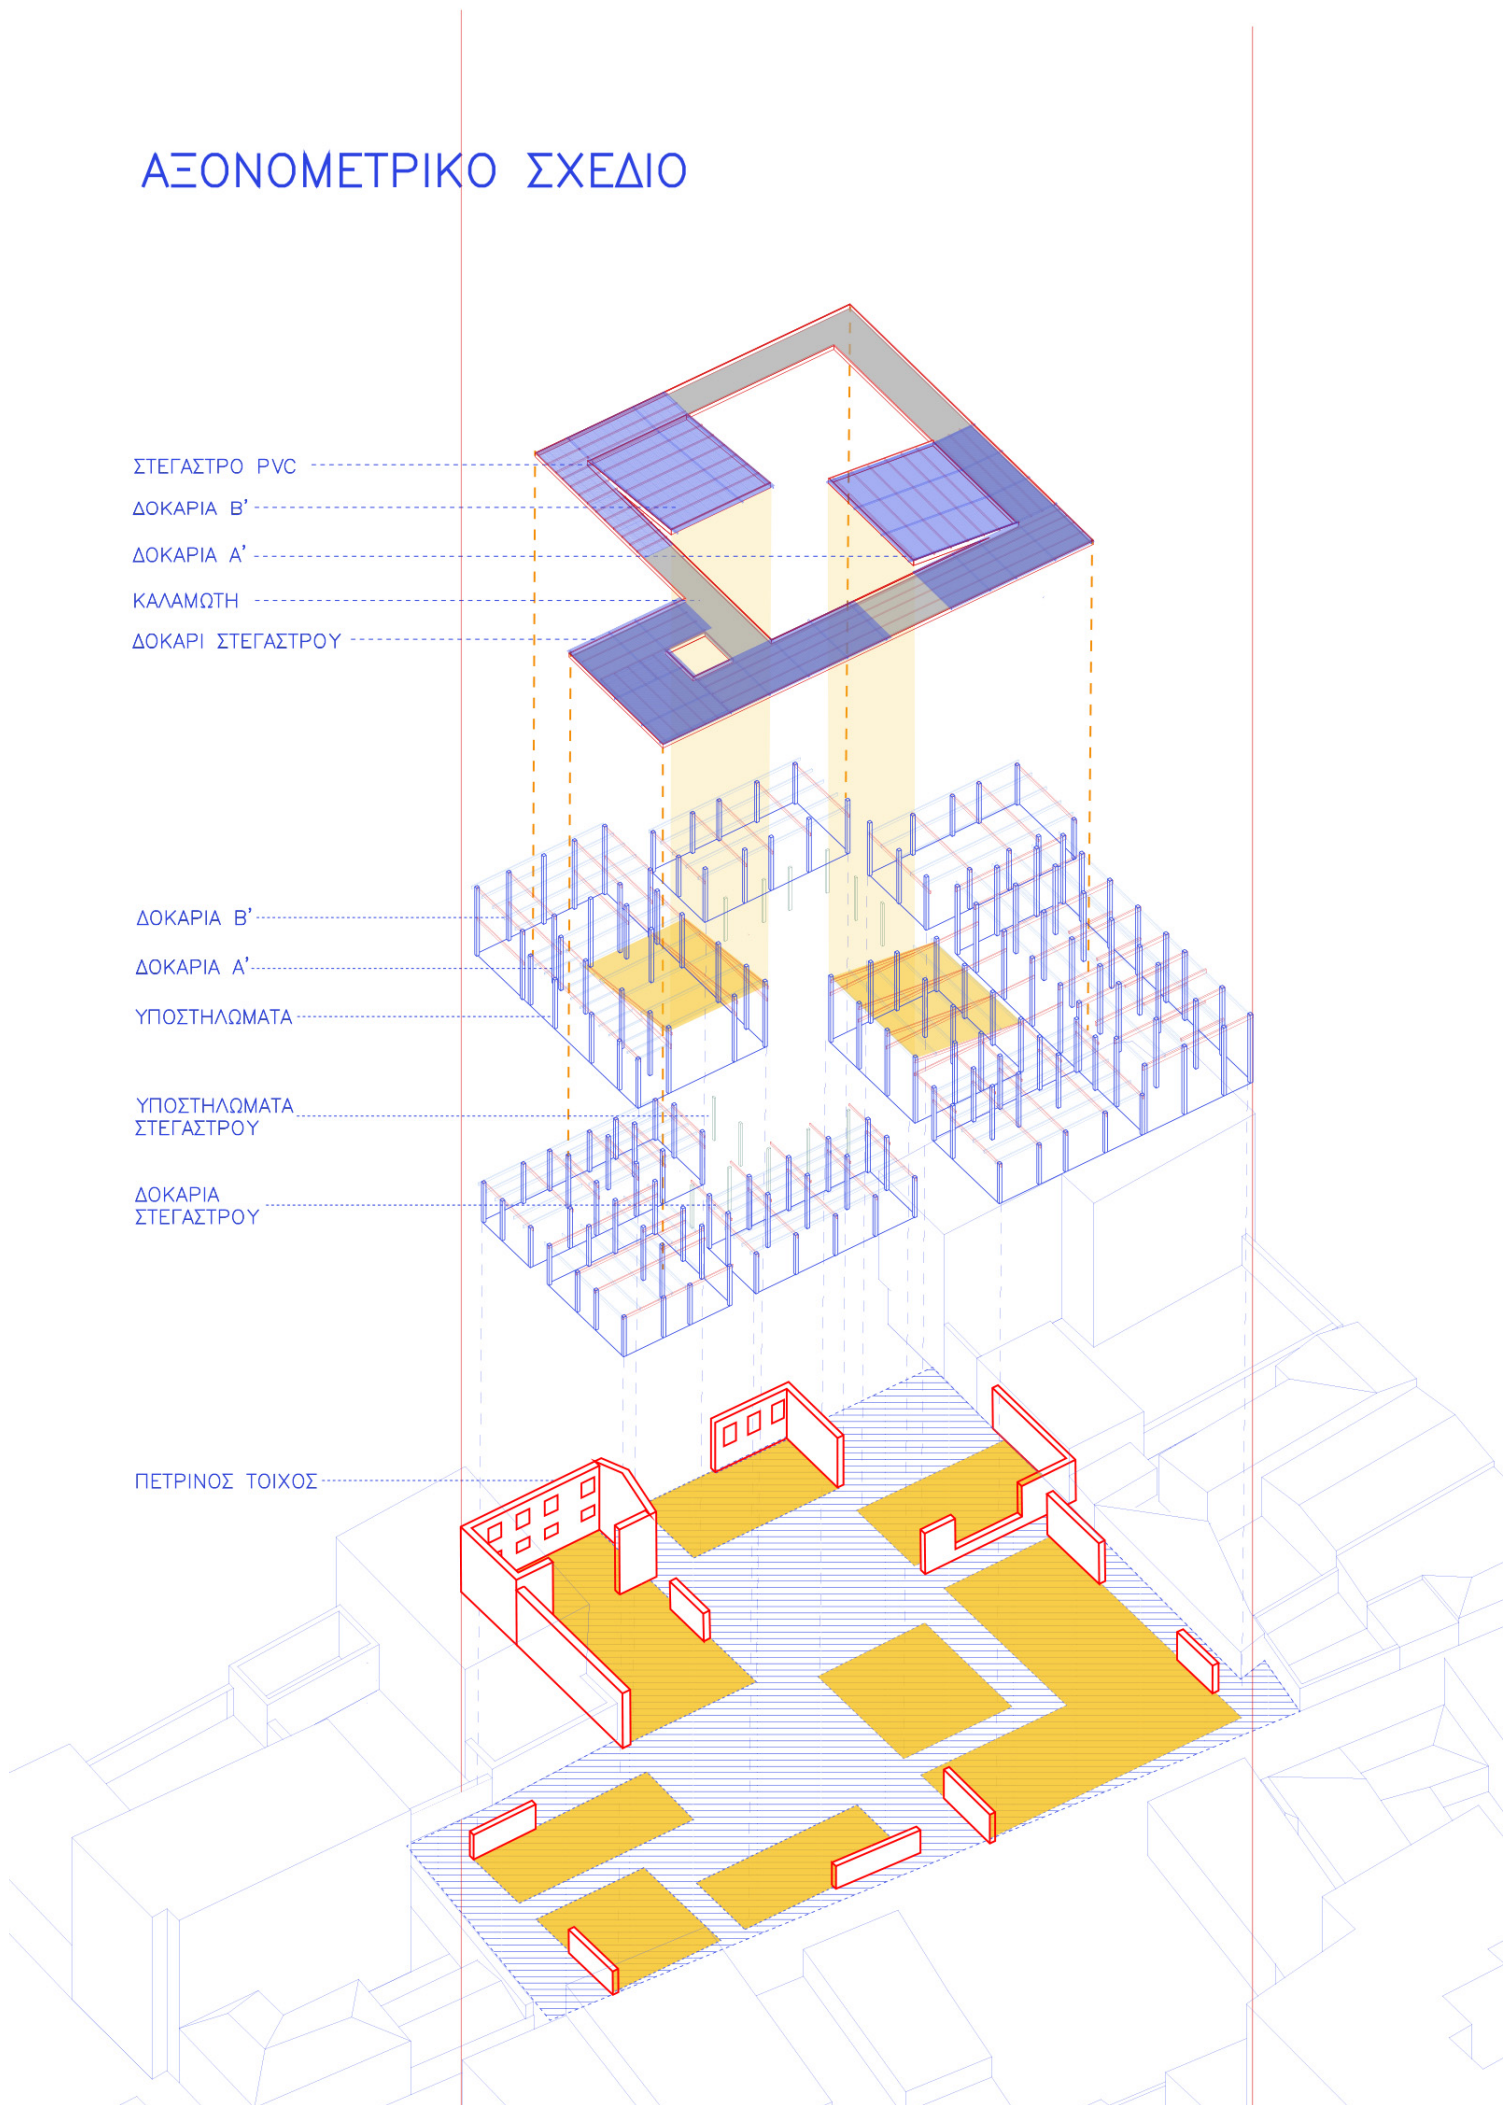 ΑΞΟΝΟΜΕΤΡΙΚΟ ΣΧΕΔΙΟ
ΣΤΕΓΑΣΤΡΟ PVC
ΔΟΚΑΡΙΑ Β'
ΔΟΚΑΡΙΑ Α'
ΚΑΛΑΜΩΤΗ
ΔΟΚΑΡΙ ΣΤΕΓΑΣΤΡΟΥ
ΔΟΚΑΡΙΑ Β'
ΔΟΚΑΡΙΑ Α'
ΥΠΟΣΤΗΛΩΜΑΤΑ
ΥΠΟΣΤΗΛΩΜΑΤΑ
ΣΤΕΓΑΣΤΡΟΥ
ΔΟΚΑΡΙΑ
ΣΤΕΓΑΣΤΡΟΥ
ΠΕΤΡΙΝΟΣ ΤΟΙΧΟΣ